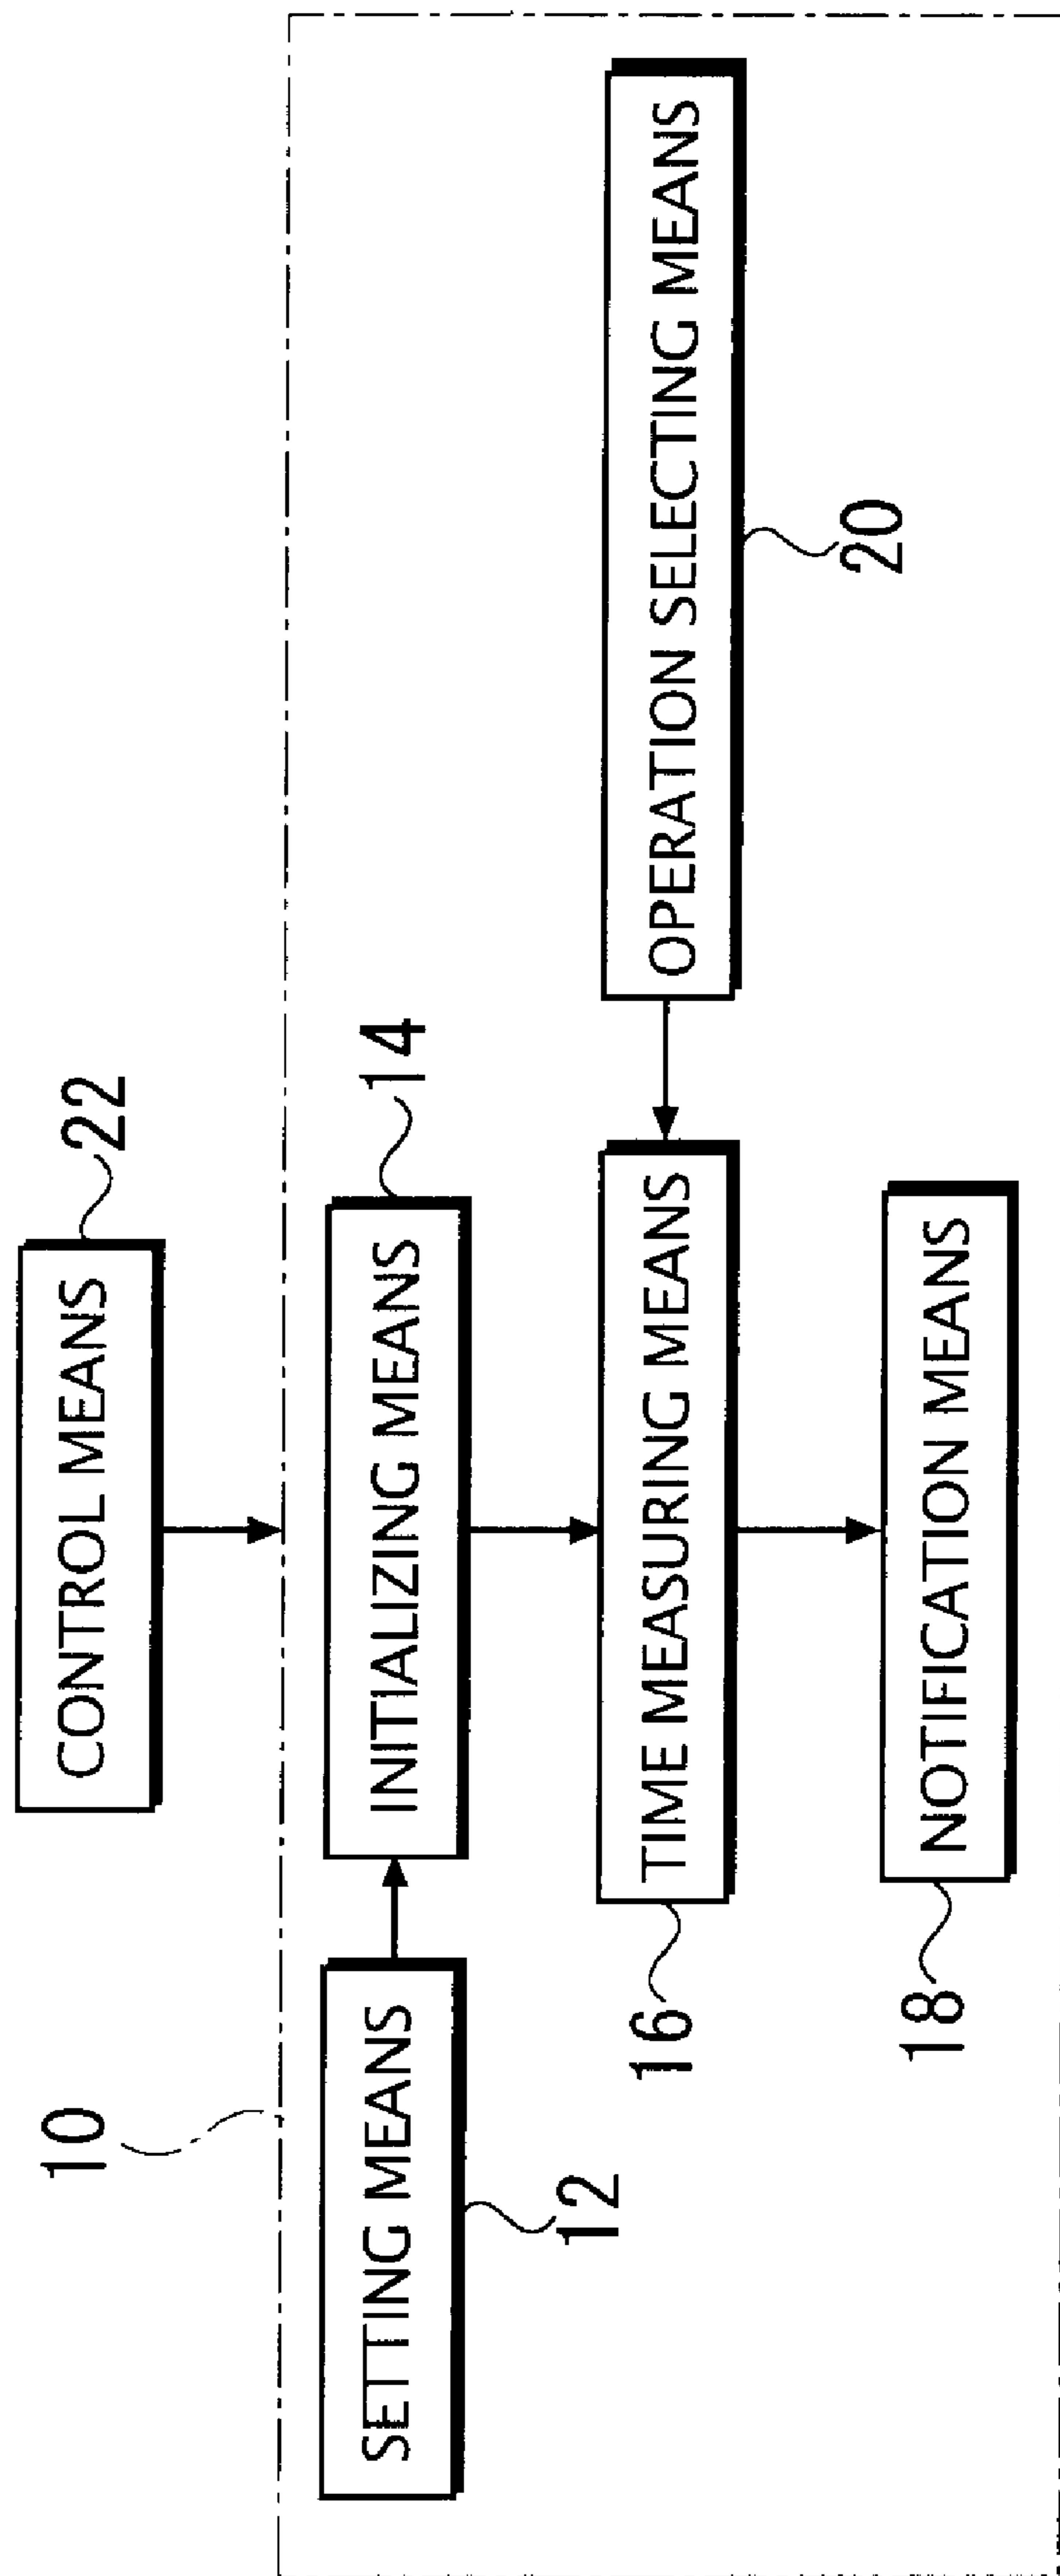 CONTROL MEANS
22
10
SETTING MEANS
12
INITIALIZING MEANS
14
TIME MEASURING MEANS
16
OPERATION SELECTING MEANS
20
NOTIFICATION MEANS
18